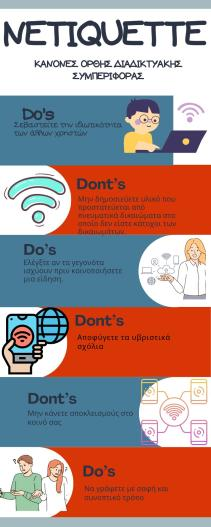 NETIQUETTE
ΚΑΝΟΝΕΣ ΟΡΘΗΣ ΔΙΑΔΙΚΤΥΑΚΗΣ
ΣΥΜΠΕΡΙΦΟΡΑΣ
Do's
Σεβαστείτε την ιδιωτικότητα
των άλλων χρηστών
Dont's
Μην δημοσιεύετε υλικό που
προστατεύεται από
πνευματικά δικαιώματα στο
οποίο δεν είστε κάτοχοι των
δικαιωμάτων
Do's
Ελέγξτε αν τα γεγονότα
ισχύουν πριν κοινοποιήσετε
μια είδηση.
Dont's
Αποφύγετε τα υβριστικά
σχόλια
Dont's
Μην κάνετε αποκλεισμούς στο
κοινό σας
Do's
Να γράφετε με σαφή και
συνοπτικό τρόπο